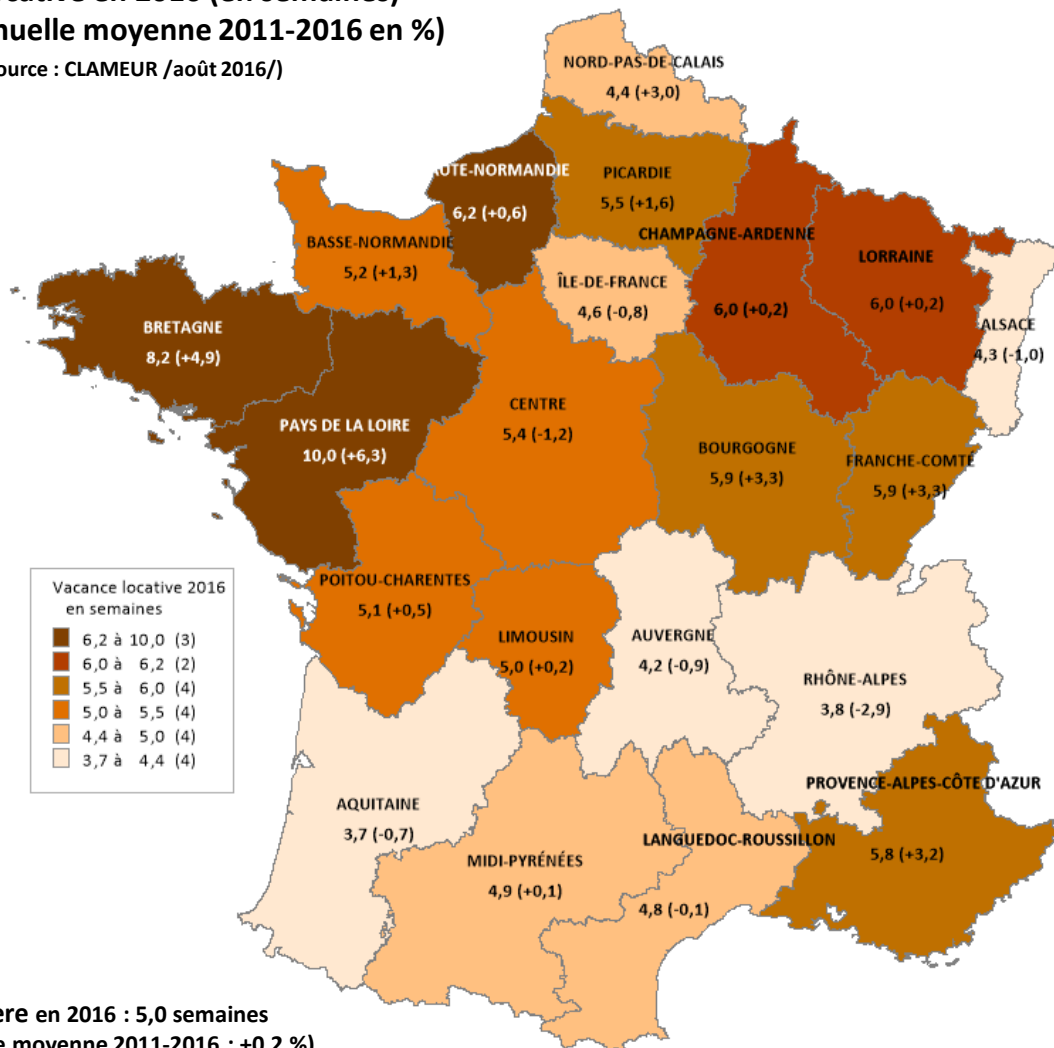 (en semaines)
moyenne 2011-2016 en %)
: CLAMEUR /août 2016/)
NORD-PAS-DE-CALAIS
4,4 (+3,0)
PICARDIE
5,5 (+1,6)
UTE-NORMANDIE
6,2 (+0,6)
CHAMPAGNE-ARDENNE
6,0 (+0,2)
LORRAINE
6,0 (+0,2)
BASSE-NORMANDIE
5,2 (+1,3)
ÎLE-DE-FRANCE
4,6 (-0,8)
ALSACE
4,3 (-1,0)
BRETAGNE
8,2 (+4,9)
PAYS DE LA LOIRE
10,0 (+6,3)
CENTRE
5,4 (-1,2)
BOURGOGNE
5,9 (+3,3)
FRANCHE-COMTÉ
5,9 (+3,3)
POITOU-CHARENTES
5,1 (+0,5)
LIMOUSIN
5,0 (+0,2)
AUVERGNE
4,2 (-0,9)
RHÔNE-ALPES
3,8 (-2,9)
PROVENCE-ALPES-CÔTE D'AZUR
5,8 (+3,2)
AQUITAINE
3,7 (-0,7)
MIDI-PYRÉNÉES
4,9 (+0,1)
LANGUEDOC-ROUSSILLON
4,8 (-0,1)
Vacance locative 2016
en semaines
6,2 à 10,0 (3)
6,0 à 6,2 (2)
5,5 à 6,0 (4)
5,0 à 5,5 (4)
4,4 à 5,0 (4)
3,7 à 4,4 (4)
ère en 2016 : 5,0 semaines
e moyenne 2011-2016 : +0,2 %)